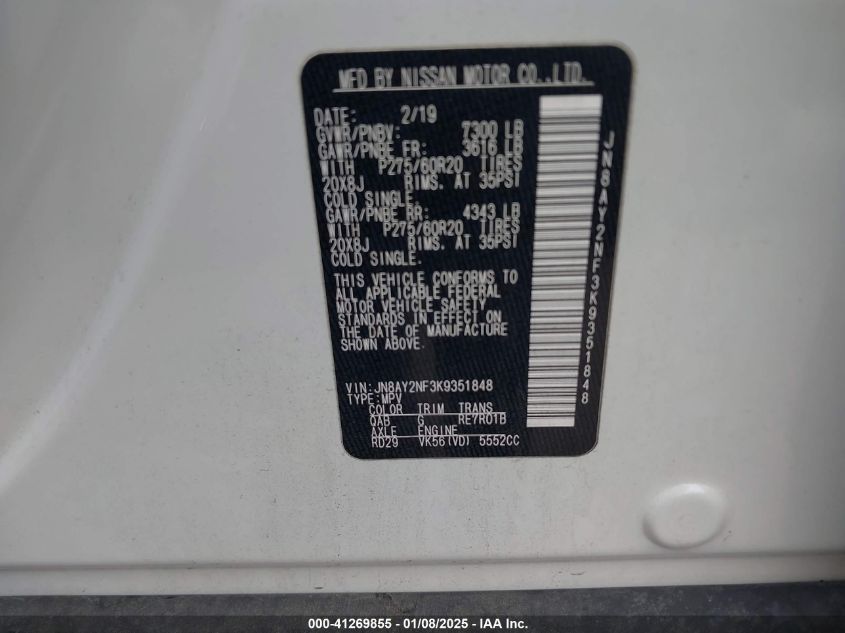 MFD BY NISSAN MOTOR CO.,LTD.
DATE: 2/19
GVWR/PNBV: 7300 LB
GAWR/PNBE FR: 3616 LB
WITH P275/60R20 TIRES
20X8J RIMS. AT 35PSI
COLD SINGLE.
GAWR/PNBE RR: 4343 LB
WITH P275/60R20 TIRES
20X8J RIMS. AT 35PSI
COLD SINGLE.
THIS VEHICLE CONFORMS TO
ALL APPLICABLE FEDERAL
MOTOR VEHICLE SAFETY
STANDARDS IN EFFECT ON
THE DATE OF MANUFACTURE
SHOWN ABOVE.
VIN:JN8AY2NF3K9351848
TYPE:MPV
COLOR TRIM TRANS
QAB G RE7R01B
AXLE ENGINE
RD29 VK56(VD) 5552CC
JN8AY2NF3K9351848
000-41269855 — 01/08/2025 — IAA Inc.